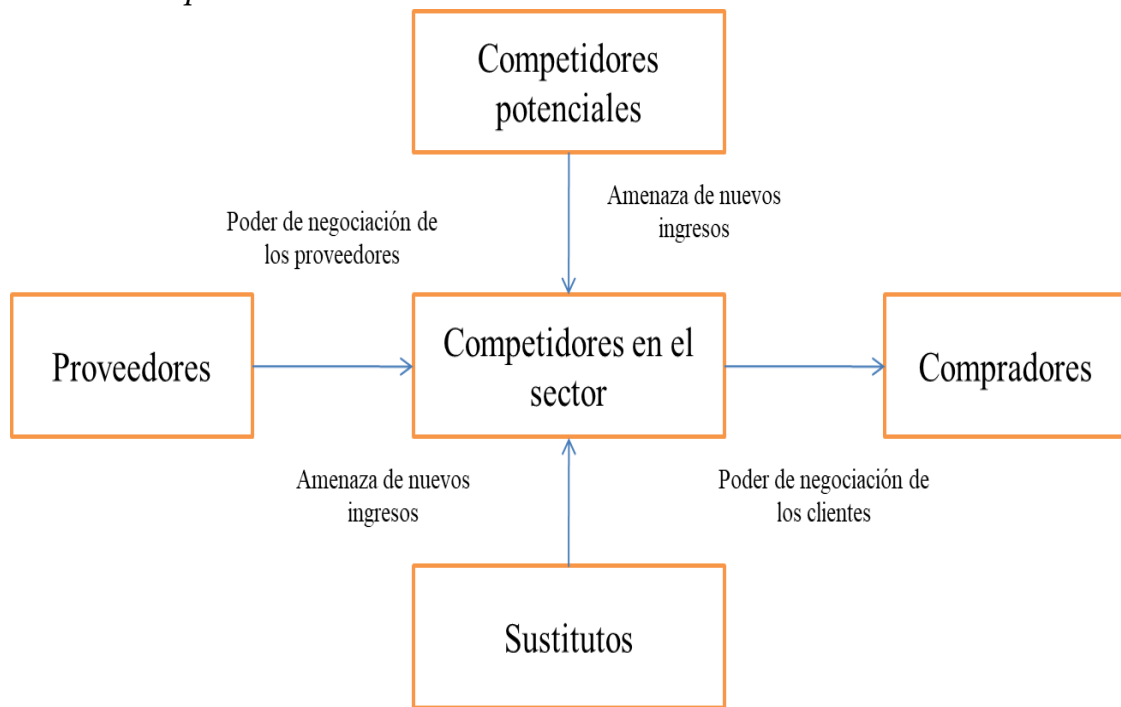 Competidores
potenciales
Amenaza de nuevos
ingresos
Poder de negociación de
los proveedores
Proveedores
Competidores en el
sector
Compradores
Amenaza de nuevos
ingresos
Poder de negociación de
los clientes
Sustitutos